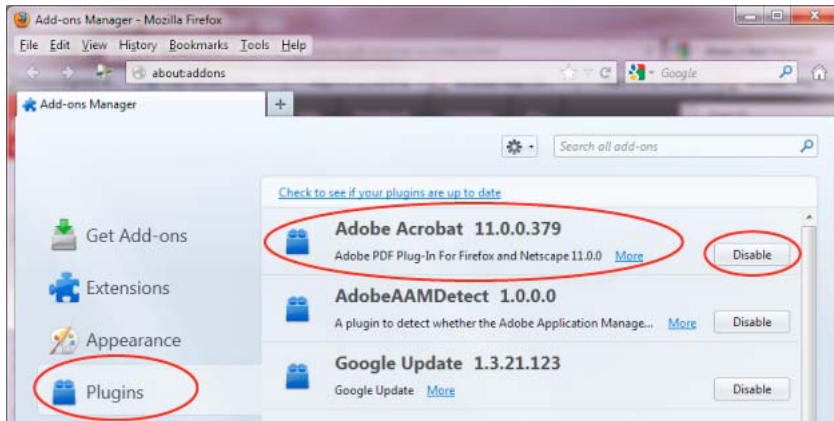 Add-ons Manager - Mozilla Firefox
File Edit View History Bookmarks Tools Help
about:addons
Google
Add-ons Manager
+
Search all add-ons
Check to see if your plugins are up to date
Get Add-ons
Extensions
Appearance
Plugins
Adobe Acrobat 11.0.0.379
Adobe PDF Plug-In For Firefox and Netscape 11.0.0 More
Disable
AdobeAAMDetect 1.0.0.0
A plugin to detect whether the Adobe Application Manage... More
Disable
Google Update 1.3.21.123
Google Update More
Disable